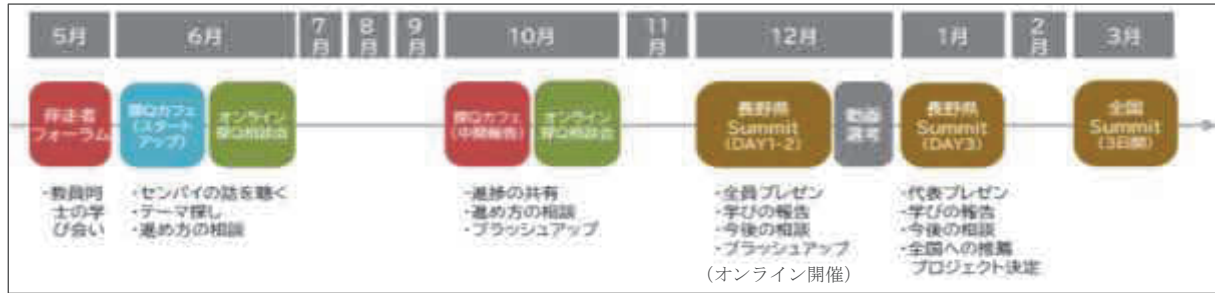 5月
6月
7月
8月
9月
10月
11月
12月
1月
2月
3月
伴走者
フォーラム
探Qカフェ
(スタート
アップ)
オンライン
探Q相談会
探Qカフェ
(中間報告)
オンライン
探Q相談会
長野県
Summit
(DAY1-2)
動画
選考
長野県
Summit
(DAY3)
全国
Summit
(3日間)
・教員同
士の学
び会い
・センパイの話を聴く
・テーマ探し
・進め方の相談
・進捗の共有
・進め方の相談
・ブラッシュアップ
・全員プレゼン
・学びの報告
・今後の相談
・ブラッシュアップ
(オンライン開催)
・代表プレゼン
・学びの報告
・今後の相談
・全国への推薦
プロジェクト決定